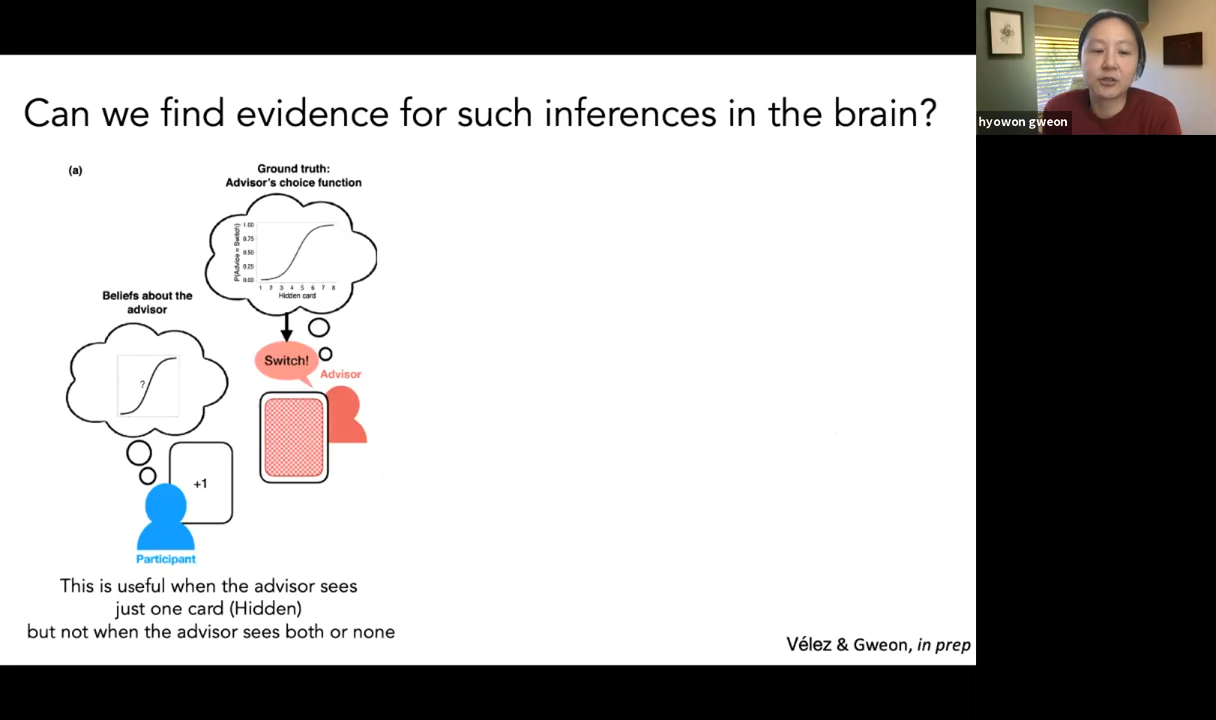 Can we find evidence for such inferences in the brain?
hyowon gweon
(a)
Ground truth:
Advisor's choice function
P(Advice = Switch)
1.00
0.75
0.50
0.25
0.00
1 2 3 4 5 6 7 8
Hidden card
Beliefs about the
advisor
?
Switch!
Advisor
+1
Participant
This is useful when the advisor sees
just one card (Hidden)
but not when the advisor sees both or none
Vélez & Gweon, in prep